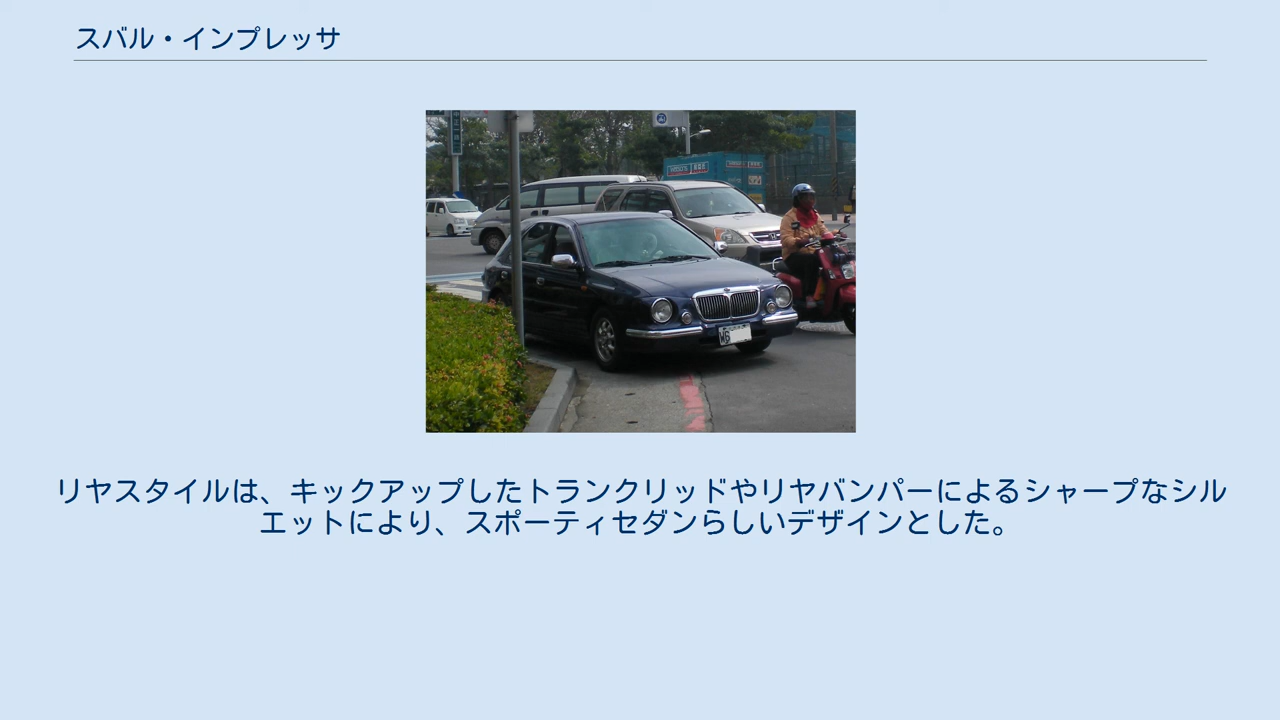 スバル・インプレッサ
リヤスタイルは、キックアップしたトランクリッドやリヤバンパーによるシャープなシル
エットにより、スポーティセダンらしいデザインとした。